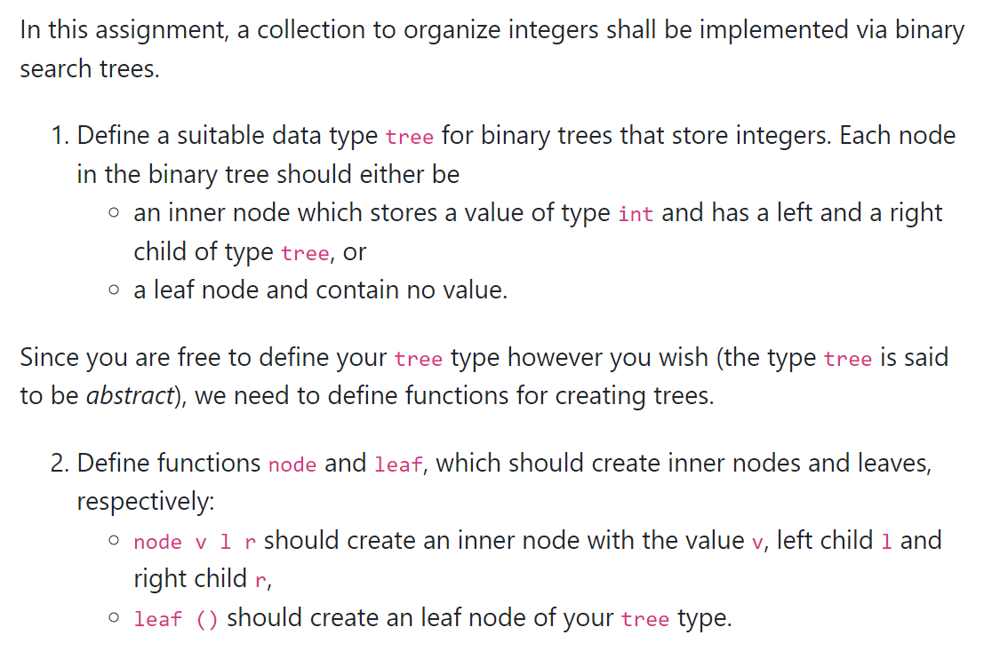 In this assignment, a collection to organize integers shall be implemented via binary
search trees.
1. Define a suitable data type tree for binary trees that store integers. Each node
in the binary tree should either be
◦ an inner node which stores a value of type int and has a left and a right
child of type tree, or
◦ a leaf node and contain no value.
Since you are free to define your tree type however you wish (the type tree is said
to be abstract), we need to define functions for creating trees.
2. Define functions node and leaf, which should create inner nodes and leaves,
respectively:
◦ node v l r should create an inner node with the value v, left child l and
right child r,
◦ leaf () should create an leaf node of your tree type.